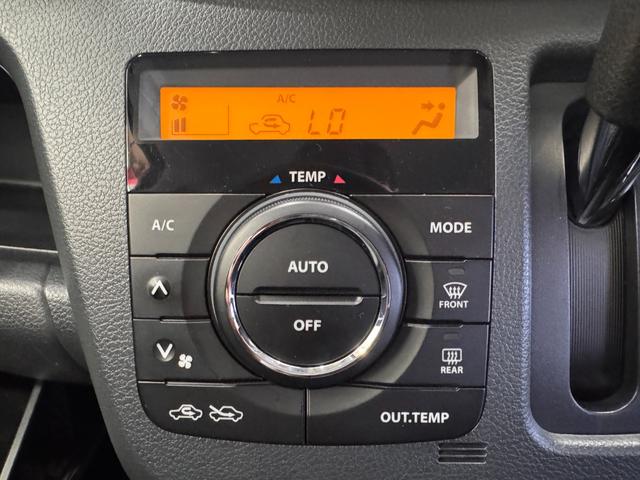 A/C
LO
TEMP
A/C
MODE
AUTO
OFF
FRONT
REAR
OUT.TEMP